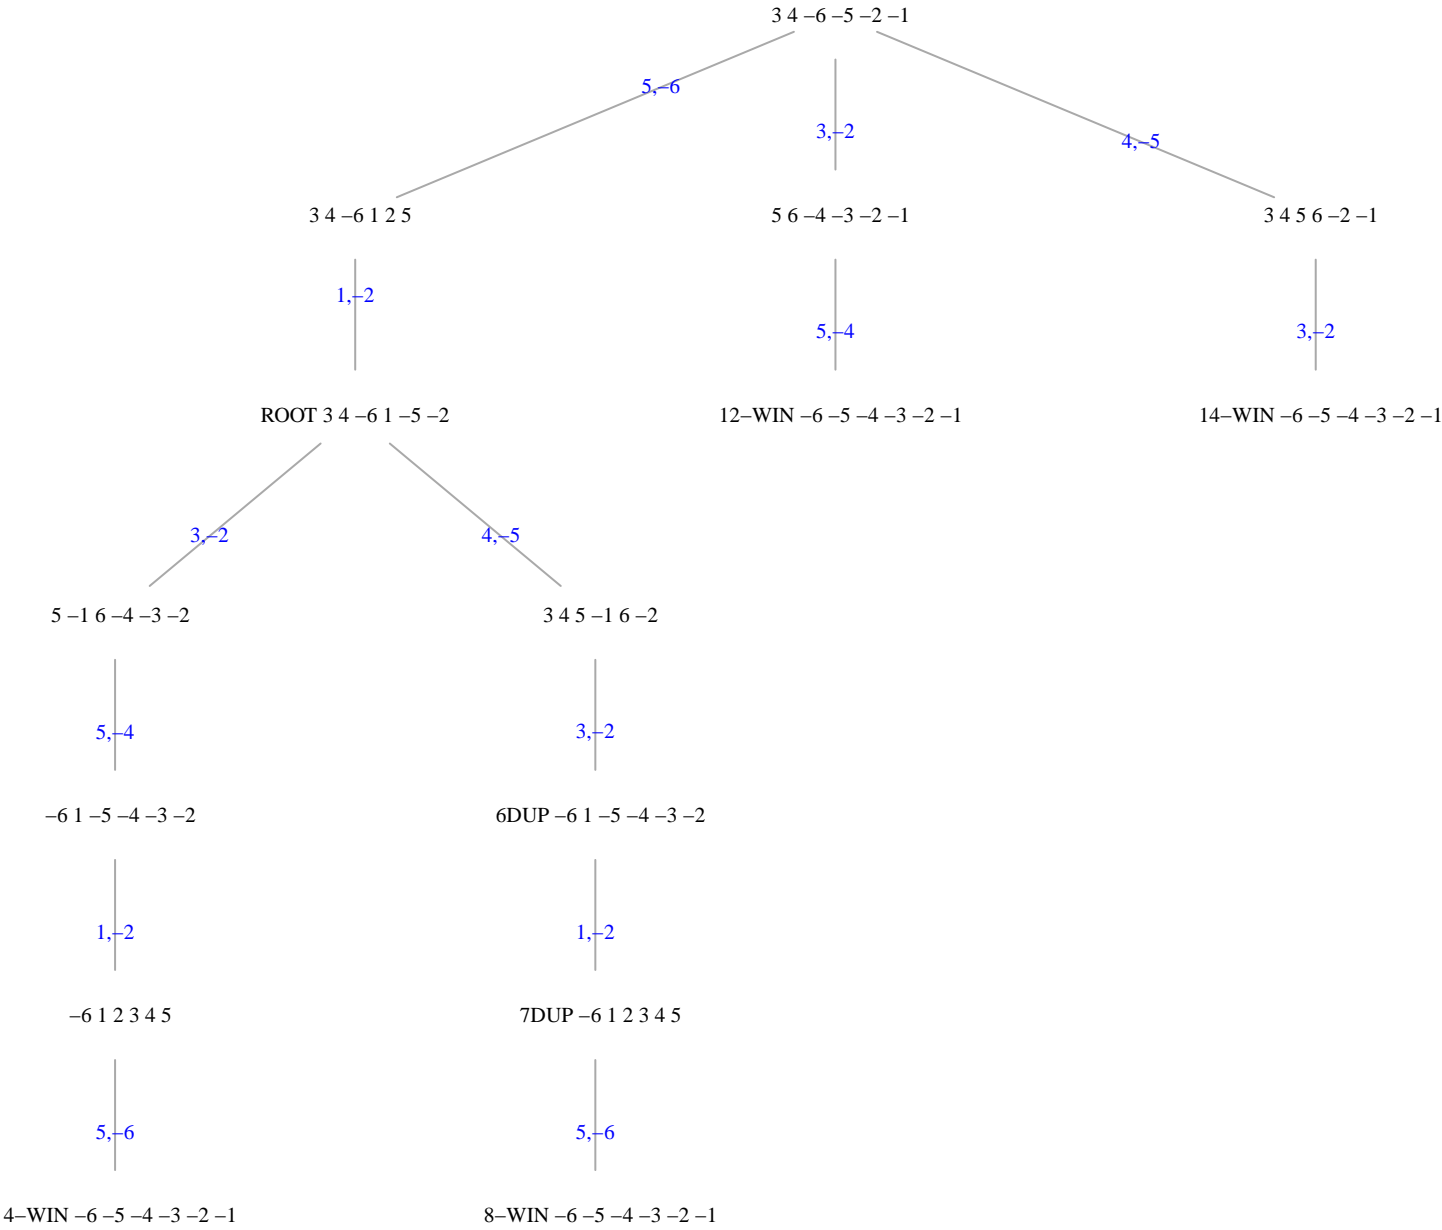 3 4 –6 –5 –2 –1
5,–6
3,–2
4,–5
3 4 –6 1 2 5
5 6 –4 –3 –2 –1
3 4 5 6 –2 –1
1,–2
5,–4
3,–2
ROOT 3 4 –6 1 –5 –2
12–WIN –6 –5 –4 –3 –2 –1
14–WIN –6 –5 –4 –3 –2 –1
3,–2
4,–5
5 –1 6 –4 –3 –2
3 4 5 –1 6 –2
5,–4
3,–2
–6 1 –5 –4 –3 –2
6DUP –6 1 –5 –4 –3 –2
1,–2
1,–2
–6 1 2 3 4 5
7DUP –6 1 2 3 4 5
5,–6
5,–6
4–WIN –6 –5 –4 –3 –2 –1
8–WIN –6 –5 –4 –3 –2 –1